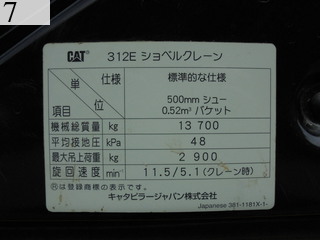 7
CAT 312E ショベルクレーン
単位 仕様 標準的な仕様
項目 500mm シュー
0.52m³ バケット
機械総質量 kg 13 700
平均接地圧 kPa 48
最大吊上荷重 kg 2 900
旋回速度 min 11.5/5.1 (クレーン時)
Ⓡは登録商標の表示です。
キャタピラージャパン株式会社
Japanese 381-1181X-1-